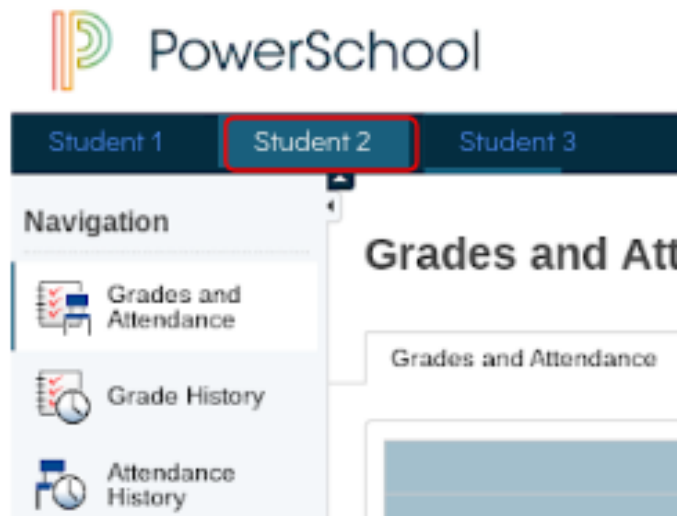 PowerSchool
Student 1 Student 2 Student 3
Navigation
Grades and Att
Grades and
Attendance
Grades and Attendance
Grade History
Attendance
History